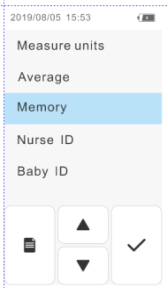 2019/08/05 15:53
Measure units
Average
Memory
Nurse ID
Baby ID